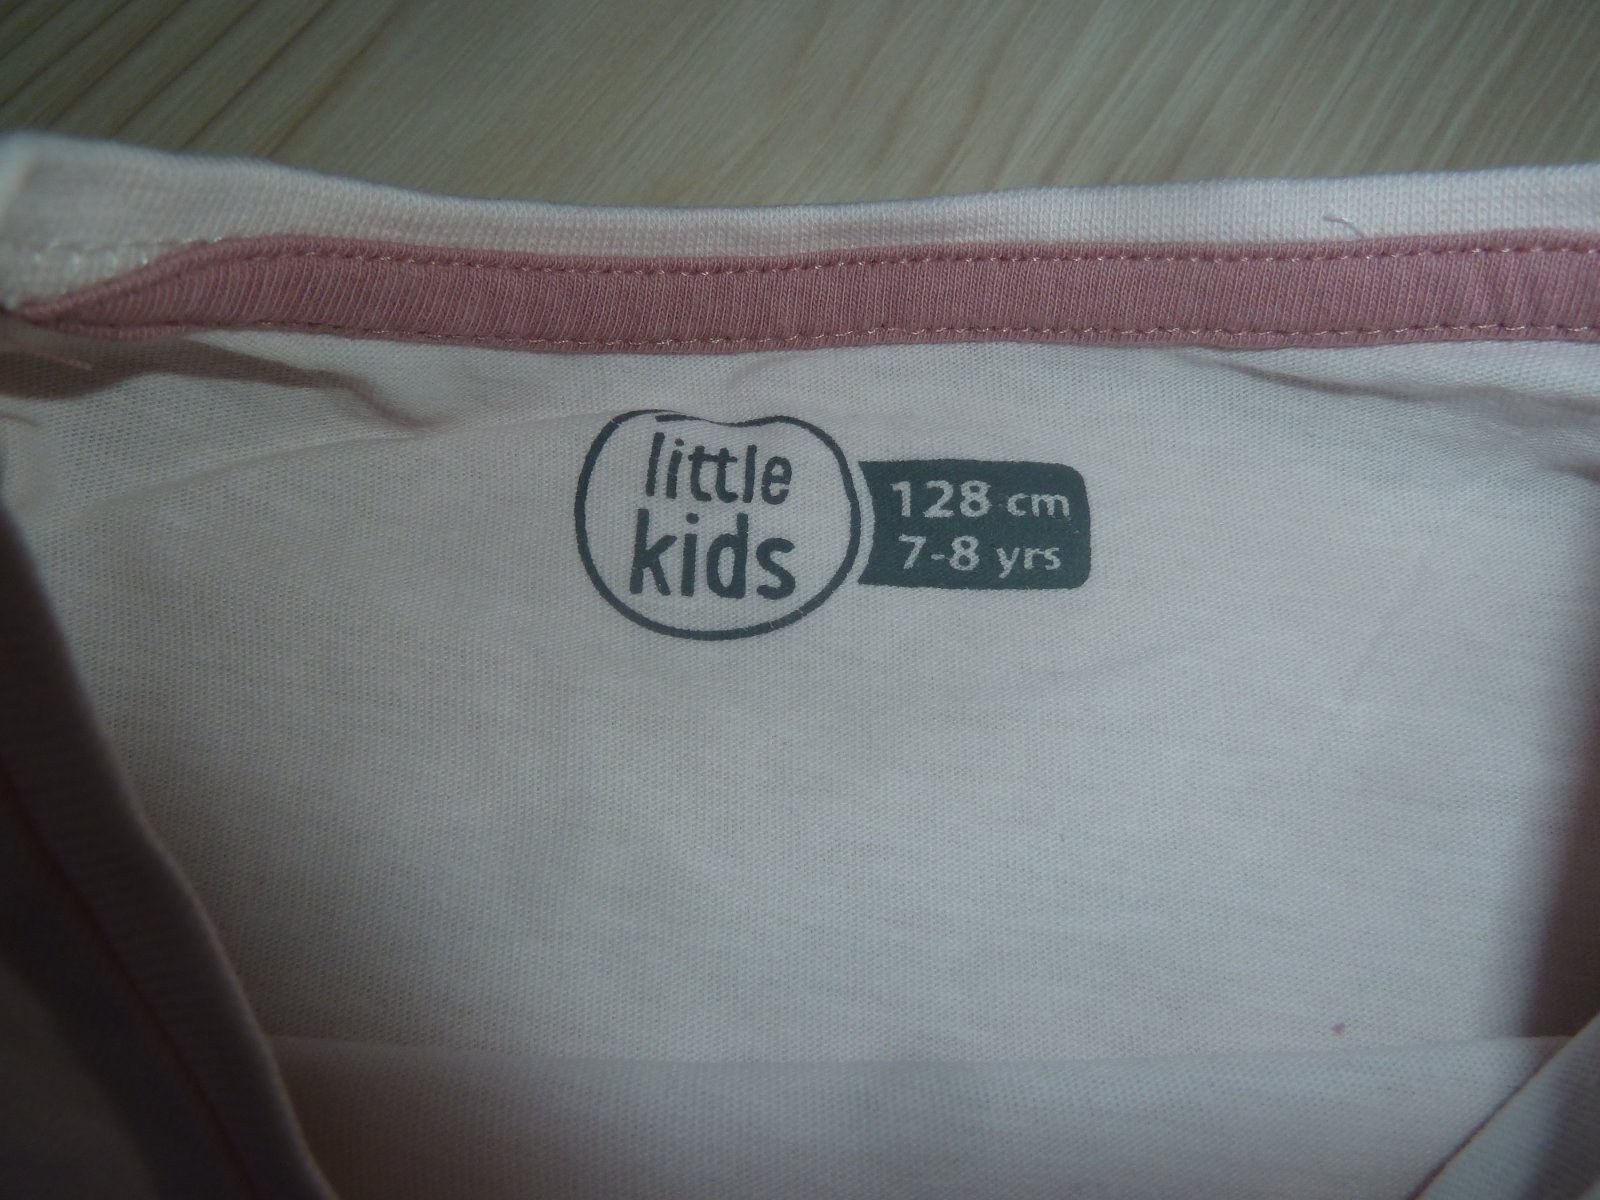 little
kids
128 cm
7-8 yrs